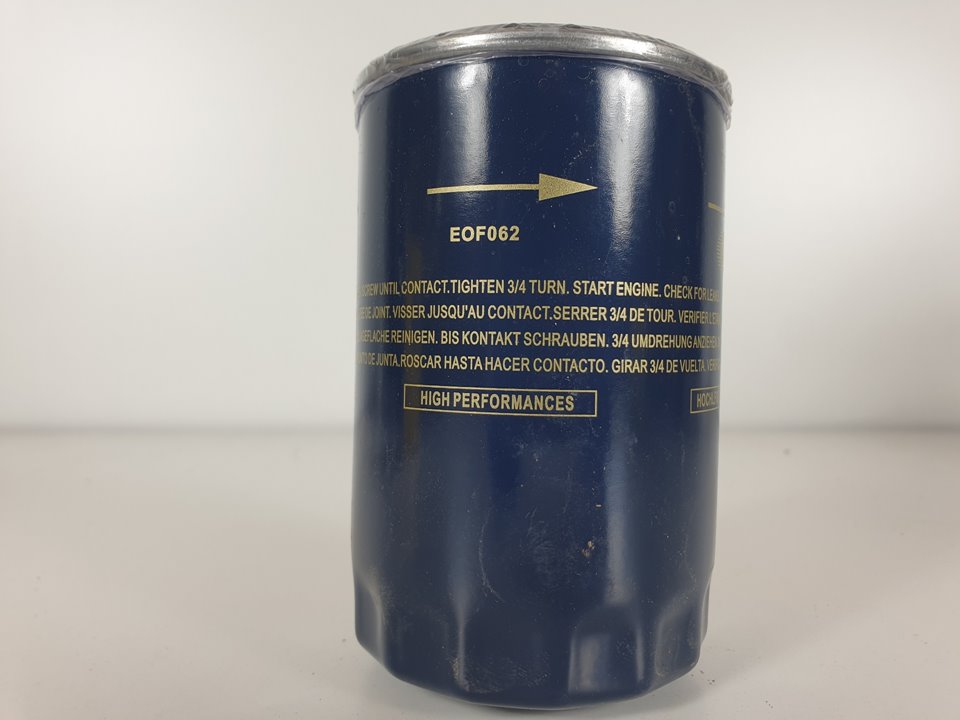 EOF062
SCREW UNTIL CONTACT.TIGHTEN 3/4 TURN. START ENGINE. CHECK FOR
DE JOINT. VISSER JUSQU'AU CONTACT.SERRER 3/4 DE TOUR. VERIFIER
REINIGEN. BIS KONTAKT SCHRAUBEN. 3/4 UMDREHUNG ANZIEHEN
DE JUNTA.ROSCAR HASTA HACER CONTACTO. GIRAR 3/4 DE VUELTA.
HIGH PERFORMANCES